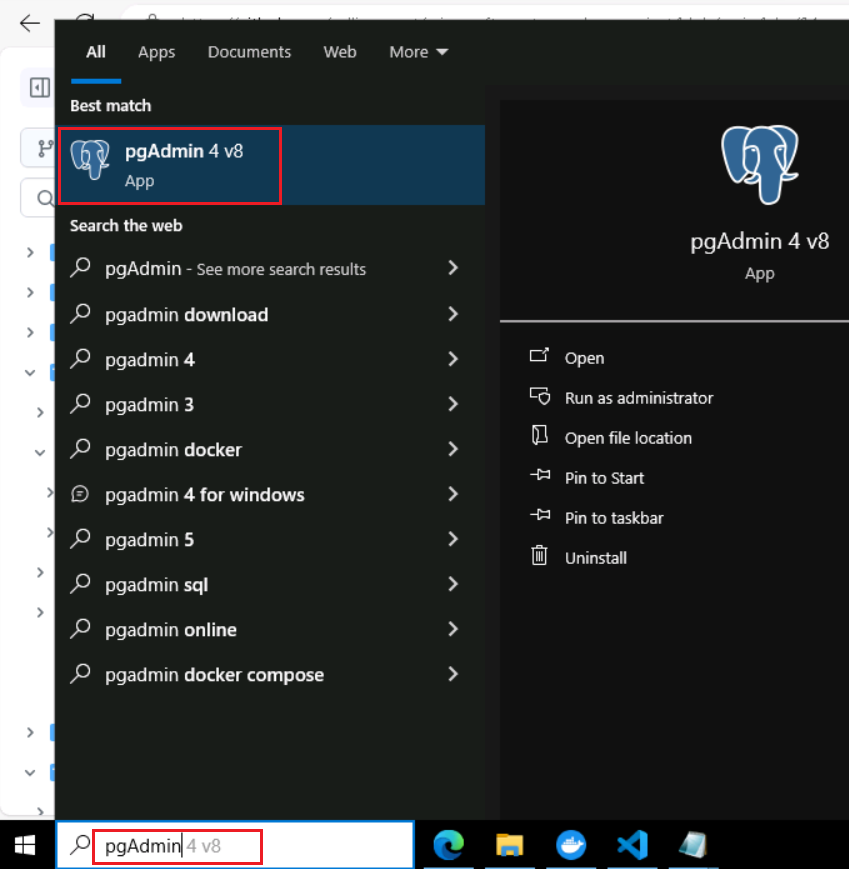 All Apps Documents Web More
Best match
pgAdmin 4 v8
App
Search the web
pgAdmin - See more search results
pgadmin download
pgadmin 4
pgadmin 3
pgadmin docker
pgadmin 4 for windows
pgadmin 5
pgadmin sql
pgadmin online
pgadmin docker compose
pgAdmin 4 v8
App
Open
Run as administrator
Open file location
Pin to Start
Pin to taskbar
Uninstall
pgAdmin 4 v8